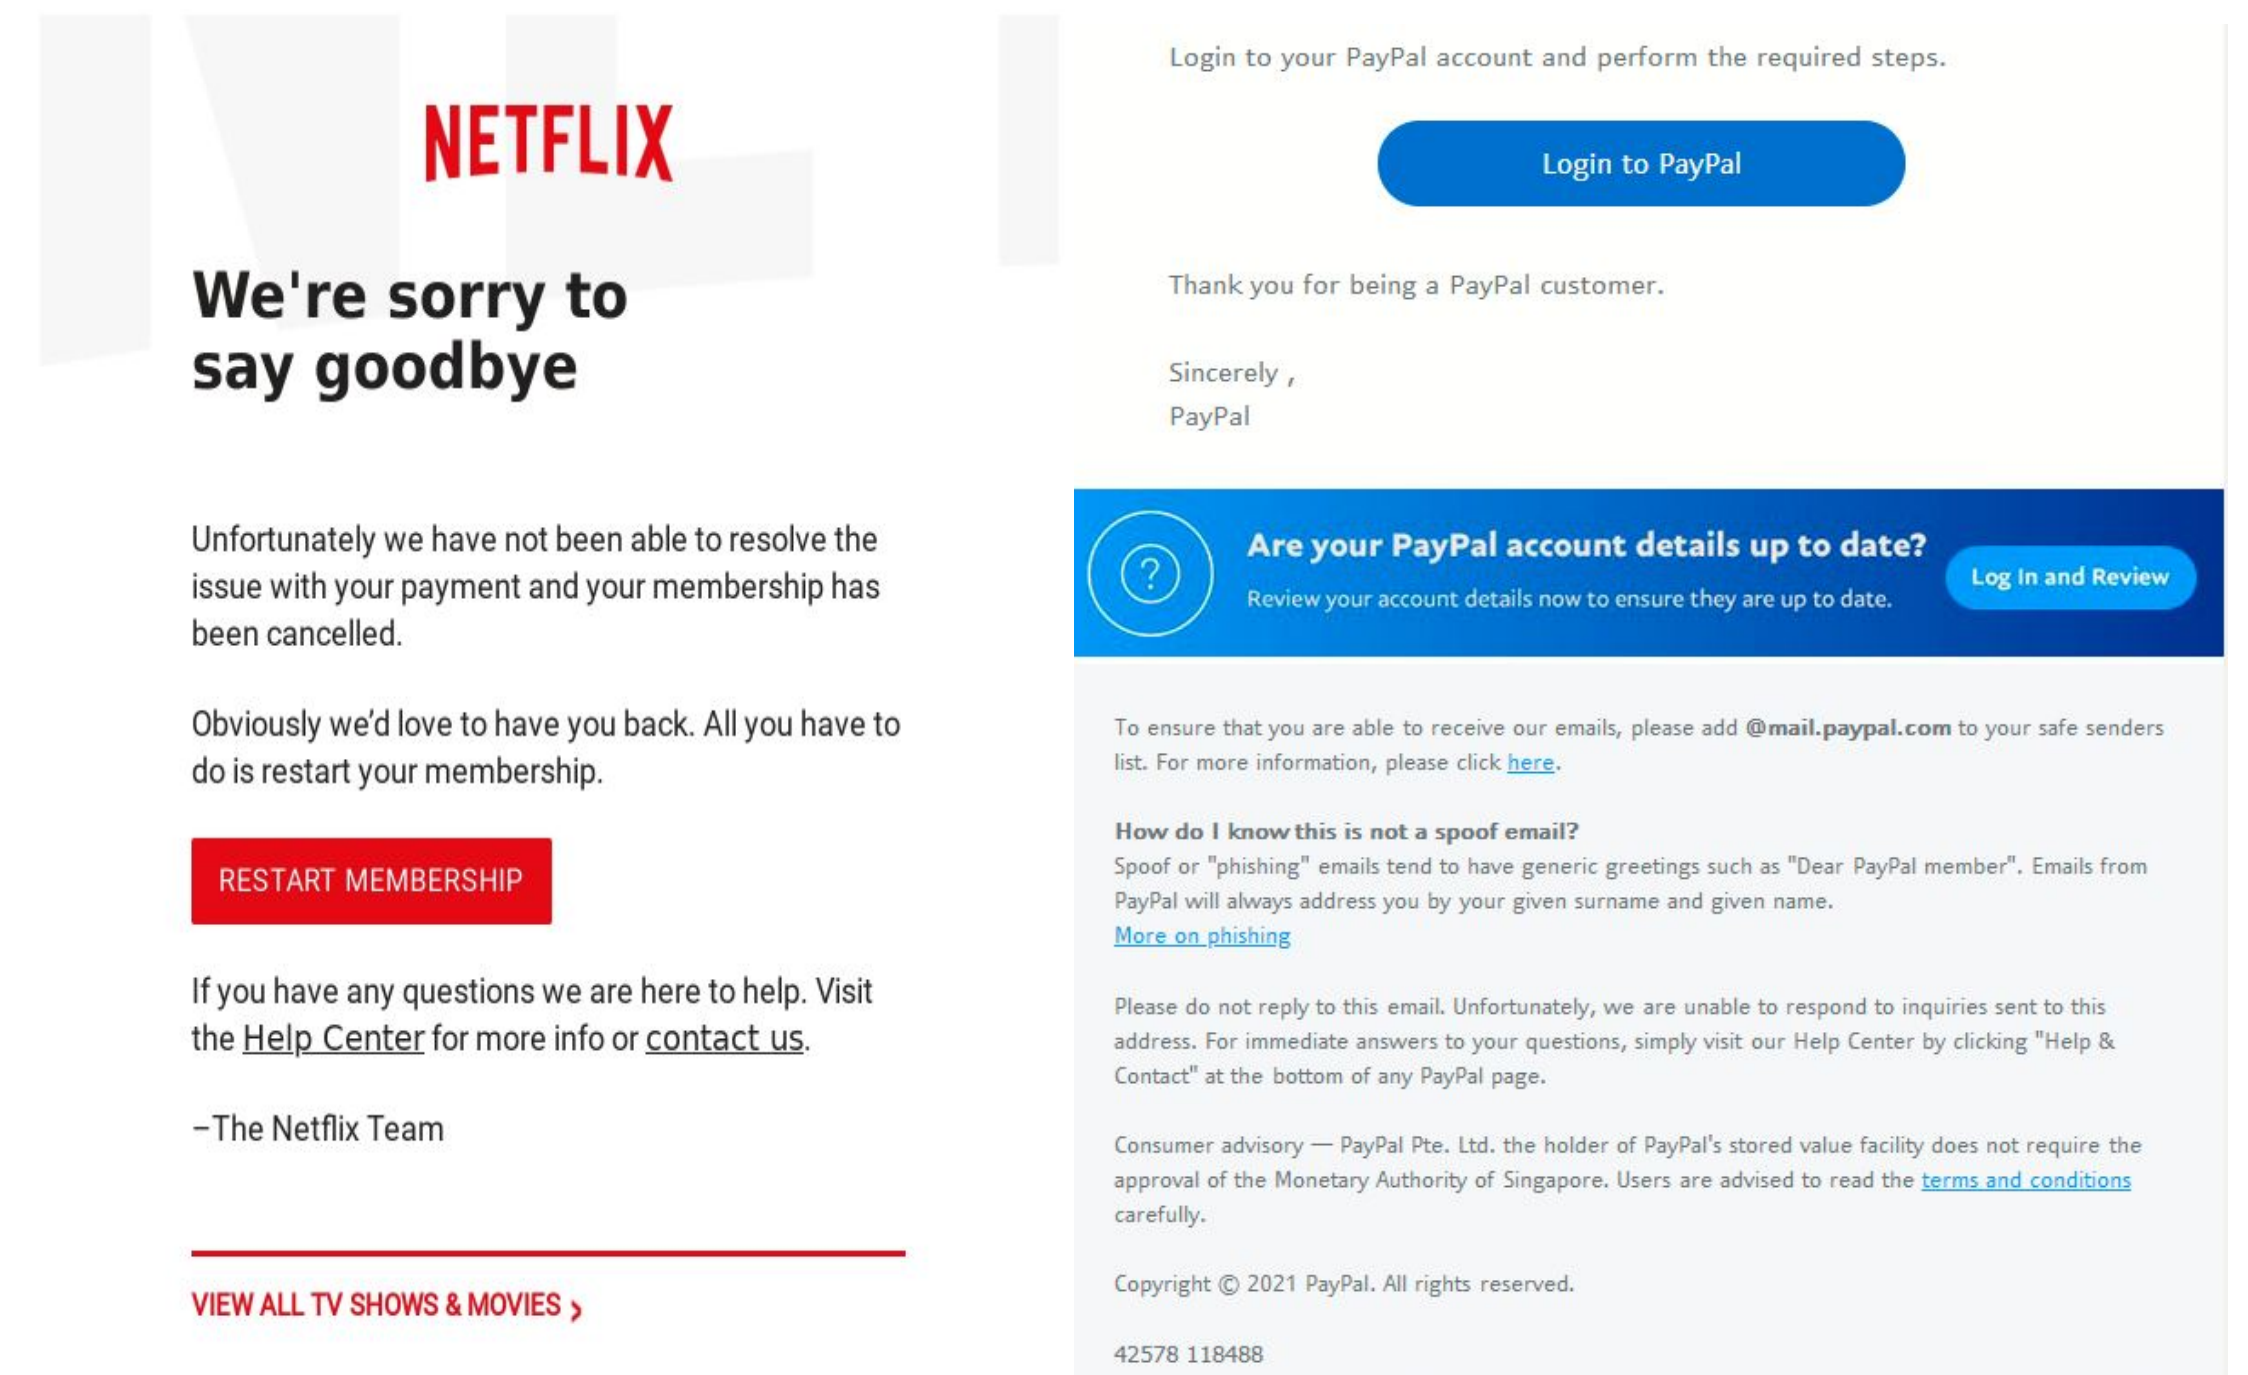 NETFLIX
We're sorry to
say goodbye
Unfortunately we have not been able to resolve the
issue with your payment and your membership has
been cancelled.
Obviously we'd love to have you back. All you have to
do is restart your membership.
RESTART MEMBERSHIP
If you have any questions we are here to help. Visit
the Help Center for more info or contact us.
–The Netflix Team
VIEW ALL TV SHOWS & MOVIES ›
Login to your PayPal account and perform the required steps.
Login to PayPal
Thank you for being a PayPal customer.
Sincerely ,
PayPal
?
Are your PayPal account details up to date?
Review your account details now to ensure they are up to date.
Log In and Review
To ensure that you are able to receive our emails, please add @mail.paypal.com to your safe senders
list. For more information, please click here.
How do I know this is not a spoof email?
Spoof or "phishing" emails tend to have generic greetings such as "Dear PayPal member". Emails from
PayPal will always address you by your given surname and given name.
More on phishing
Please do not reply to this email. Unfortunately, we are unable to respond to inquiries sent to this
address. For immediate answers to your questions, simply visit our Help Center by clicking "Help &
Contact" at the bottom of any PayPal page.
Consumer advisory — PayPal Pte. Ltd. the holder of PayPal's stored value facility does not require the
approval of the Monetary Authority of Singapore. Users are advised to read the terms and conditions
carefully.
Copyright © 2021 PayPal. All rights reserved.
42578 118488